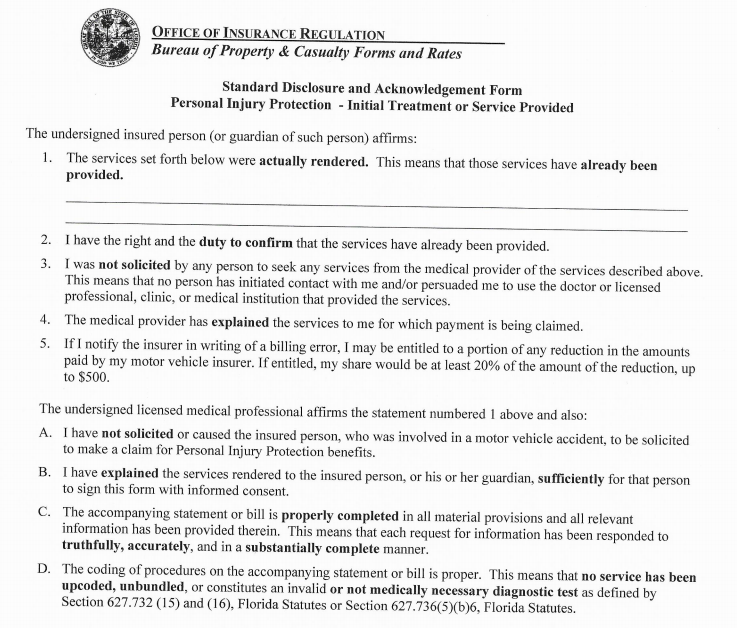 OFFICE OF INSURANCE REGULATION
Bureau of Property & Casualty Forms and Rates
Standard Disclosure and Acknowledgement Form
Personal Injury Protection - Initial Treatment or Service Provided
The undersigned insured person (or guardian of such person) affirms:
1. The services set forth below were actually rendered. This means that those services have already been
provided.
2. I have the right and the duty to confirm that the services have already been provided.
3. I was not solicited by any person to seek any services from the medical provider of the services described above.
This means that no person has initiated contact with me and/or persuaded me to use the doctor or licensed
professional, clinic, or medical institution that provided the services.
4. The medical provider has explained the services to me for which payment is being claimed.
5. If I notify the insurer in writing of a billing error, I may be entitled to a portion of any reduction in the amounts
paid by my motor vehicle insurer. If entitled, my share would be at least 20% of the amount of the reduction, up
to $500.
The undersigned licensed medical professional affirms the statement numbered 1 above and also:
A. I have not solicited or caused the insured person, who was involved in a motor vehicle accident, to be solicited
to make a claim for Personal Injury Protection benefits.
B. I have explained the services rendered to the insured person, or his or her guardian, sufficiently for that person
to sign this form with informed consent.
C. The accompanying statement or bill is properly completed in all material provisions and all relevant
information has been provided therein. This means that each request for information has been responded to
truthfully, accurately, and in a substantially complete manner.
D. The coding of procedures on the accompanying statement or bill is proper. This means that no service has been
upcoded, unbundled, or constitutes an invalid or not medically necessary diagnostic test as defined by
Section 627.732 (15) and (16), Florida Statutes or Section 627.736(5)(b)6, Florida Statutes.